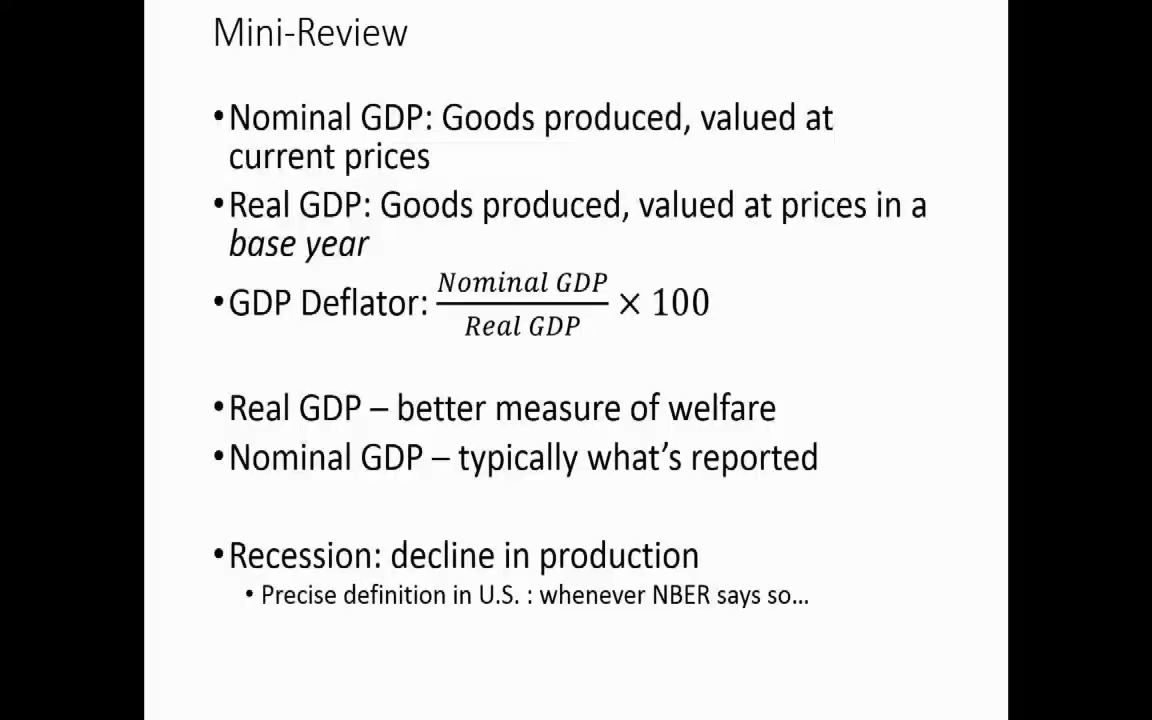 Mini-Review
•Nominal GDP: Goods produced, valued at
current prices
•Real GDP: Goods produced, valued at prices in a
base year
•GDP Deflator: Nominal GDP / Real GDP × 100
•Real GDP – better measure of welfare
•Nominal GDP – typically what's reported
•Recession: decline in production
• Precise definition in U.S. : whenever NBER says so…